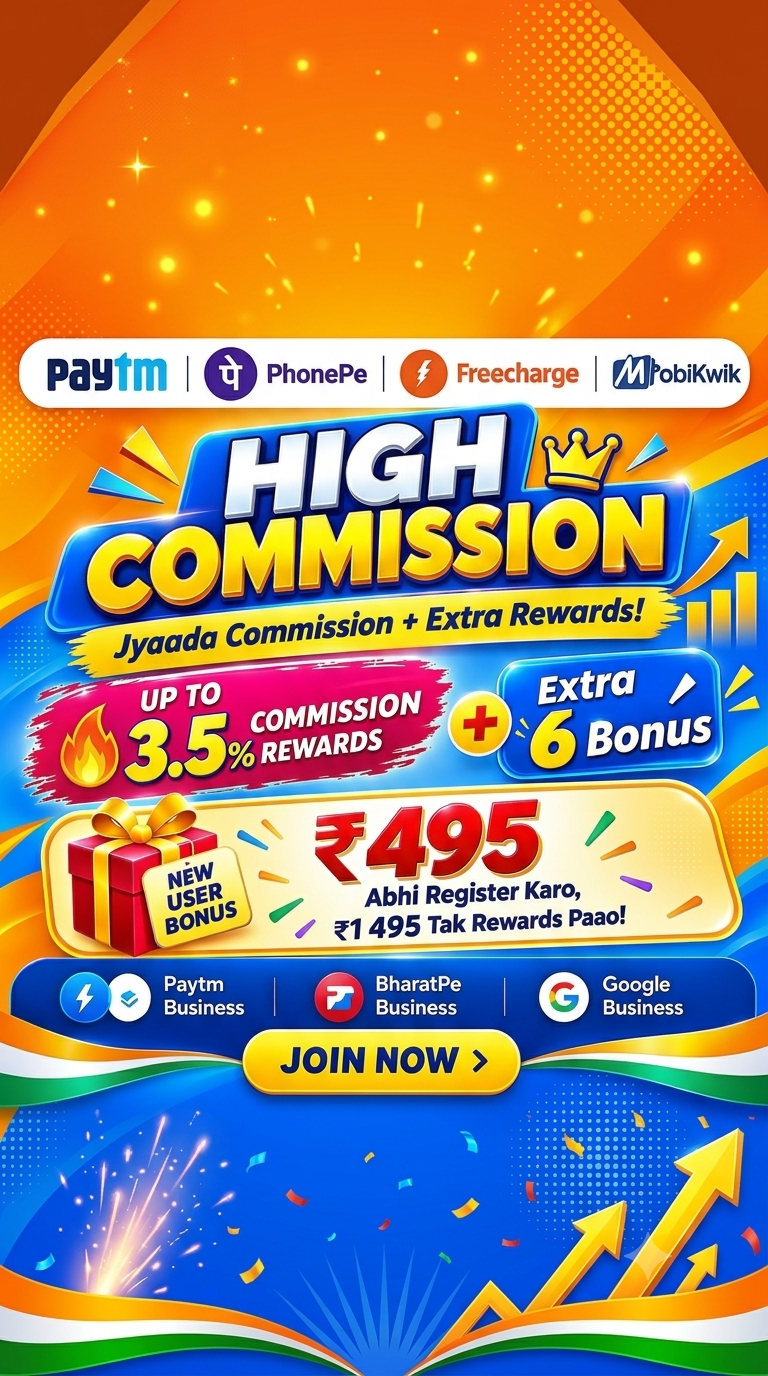 paytm
पे PhonePe
Freecharge
MobiKwik
HIGH
COMMISSION
Jyaada Commission + Extra Rewards!
UP TO
3.5%
COMMISSION
REWARDS
+
Extra
6 Bonus
NEW
USER
BONUS
₹495
Abhi Register Karo,
₹1 495 Tak Rewards Paao!
Paytm
Business
BharatPe
Business
G
Google
Business
JOIN NOW >